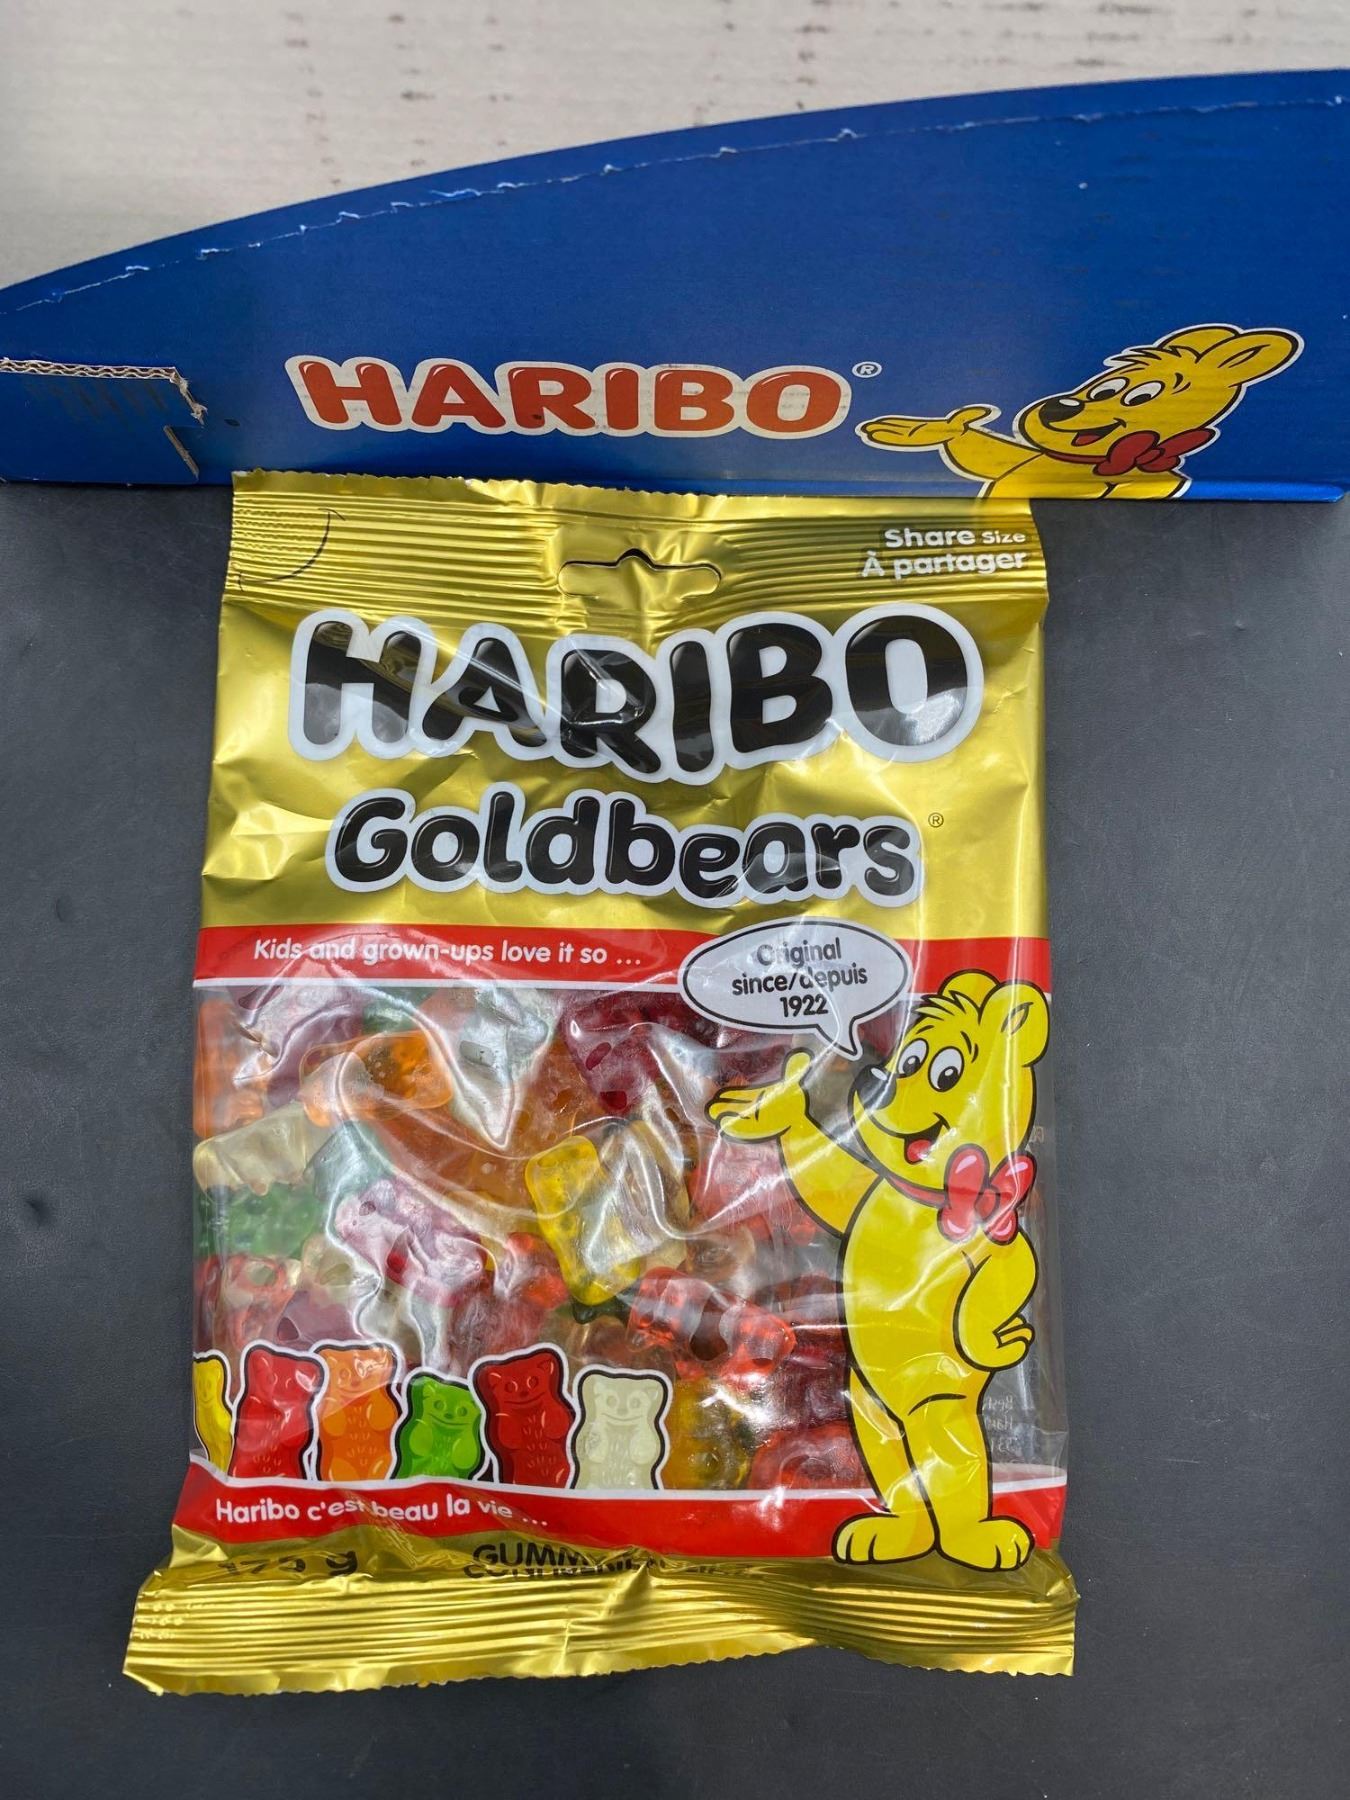 HARIBO®
Share size
À partager
HARIBO
Goldbears®
Kids and grown-ups love it so ...
Original
since/depuis
1922
Haribo c'est beau la vie ...
175 g